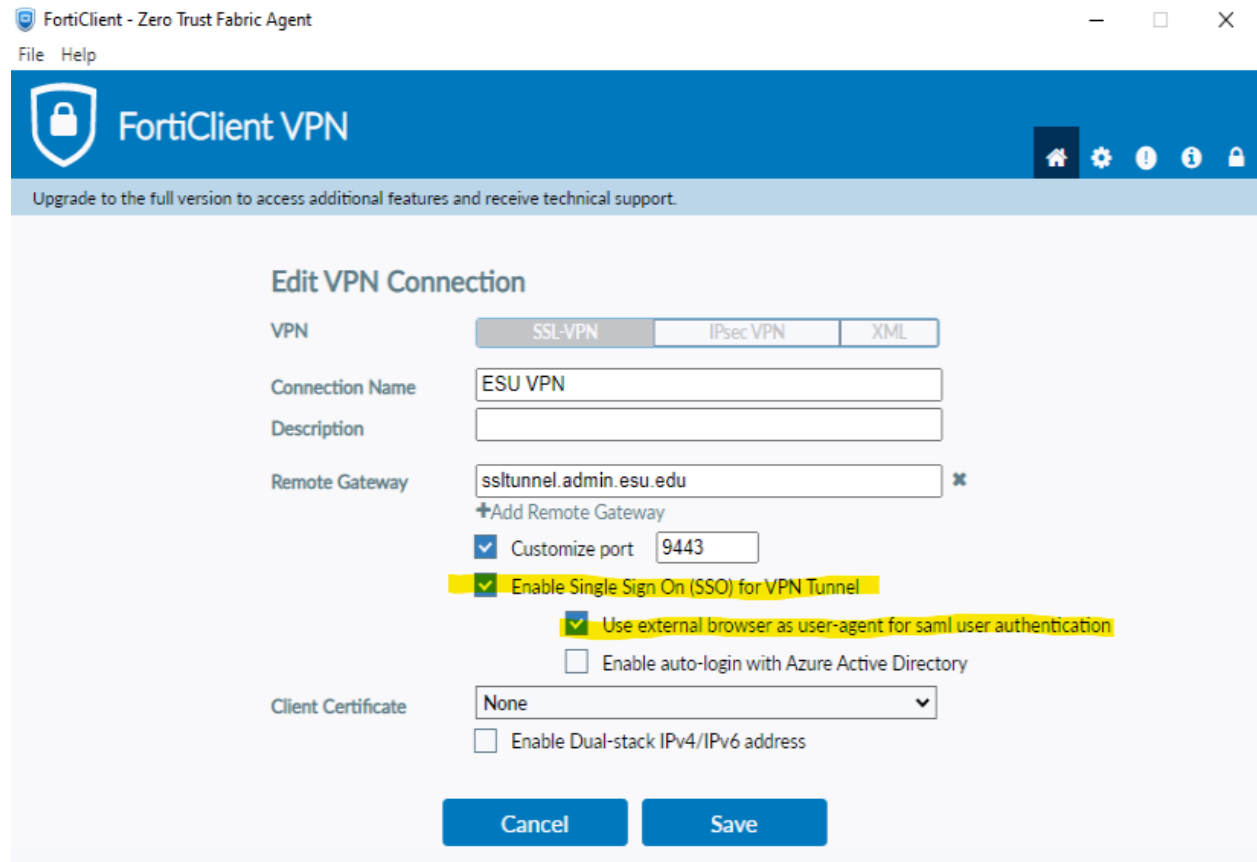 FortiClient - Zero Trust Fabric Agent
File Help
FortiClient VPN
Upgrade to the full version to access additional features and receive technical support.
Edit VPN Connection
VPN SSL-VPN IPsec VPN XML
Connection Name ESU VPN
Description
Remote Gateway ssltunnel.admin.esu.edu
+Add Remote Gateway
Customize port 9443
Enable Single Sign On (SSO) for VPN Tunnel
Use external browser as user-agent for saml user authentication
Enable auto-login with Azure Active Directory
Client Certificate None
Enable Dual-stack IPv4/IPv6 address
Cancel Save